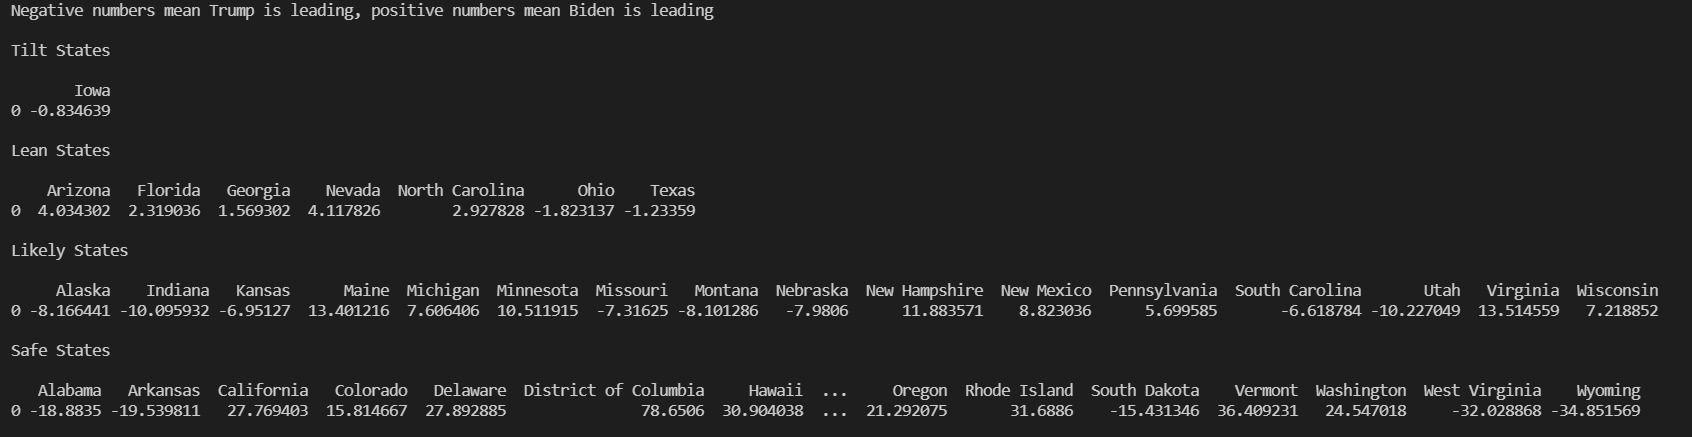 Negative numbers mean Trump is leading, positive numbers mean Biden is leading
Tilt States
Iowa
0 -0.834639
Lean States
Arizona Florida Georgia Nevada North Carolina Ohio Texas
0 4.034302 2.319036 1.569302 4.117826 2.927828 -1.823137 -1.23359
Likely States
Alaska Indiana Kansas Maine Michigan Minnesota Missouri Montana Nebraska New Hampshire New Mexico Pennsylvania South Carolina Utah Virginia Wisconsin
0 -8.166441 -10.095932 -6.95127 13.401216 7.606406 10.511915 -7.31625 -8.101286 -7.9806 11.883571 8.823036 5.699585 -6.618784 -10.227049 13.514559 7.218852
Safe States
Alabama Arkansas California Colorado Delaware District of Columbia Hawaii ... Oregon Rhode Island South Dakota Vermont Washington West Virginia Wyoming
0 -18.8835 -19.539811 27.769403 15.814667 27.892885 78.6506 30.904038 ... 21.292075 31.6886 -15.431346 36.409231 24.547018 -32.028868 -34.851569